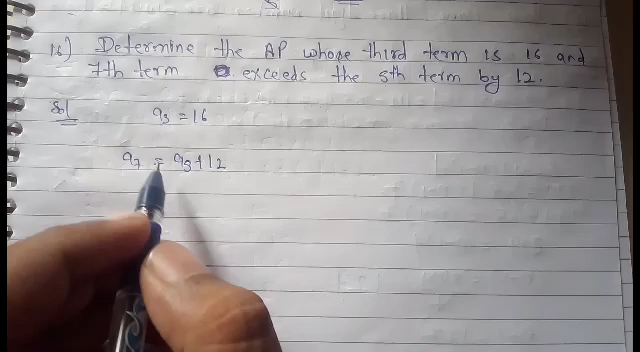 16) Determine the AP whose third term is 16 and
7th term exceeds the 5th term by 12.
Sol a3 = 16
a7 = a5+12